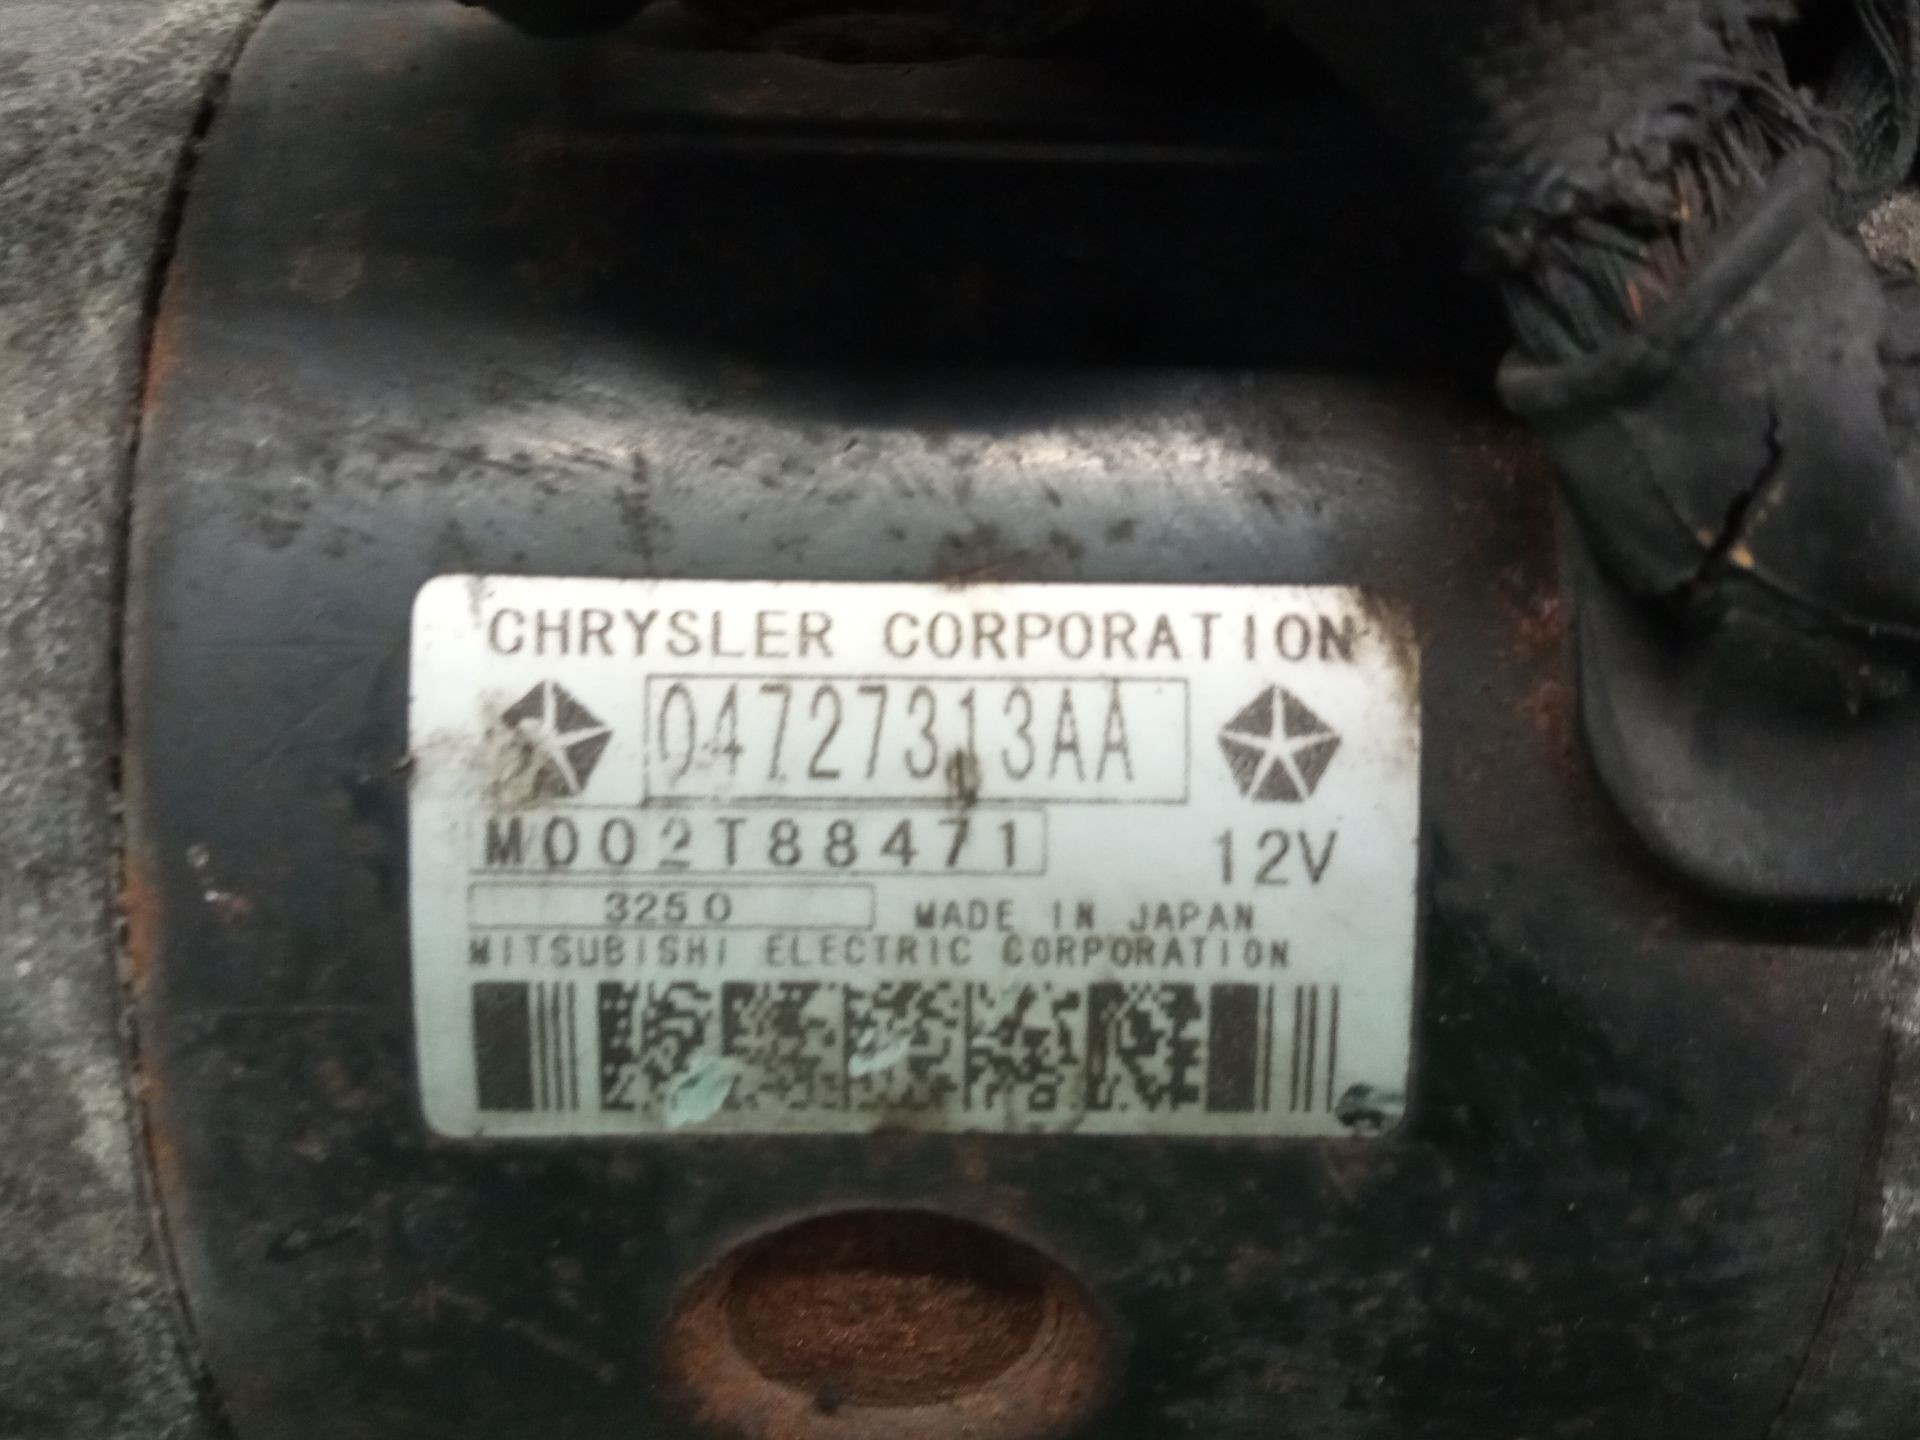 CHRYSLER CORPORATION
04727313AA
M002T88471 12V
3250 MADE IN JAPAN
MITSUBISHI ELECTRIC CORPORATION